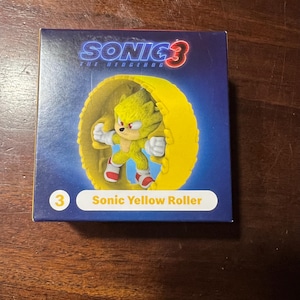 SONIC 3
THE HEDGEHOG
3 Sonic Yellow Roller